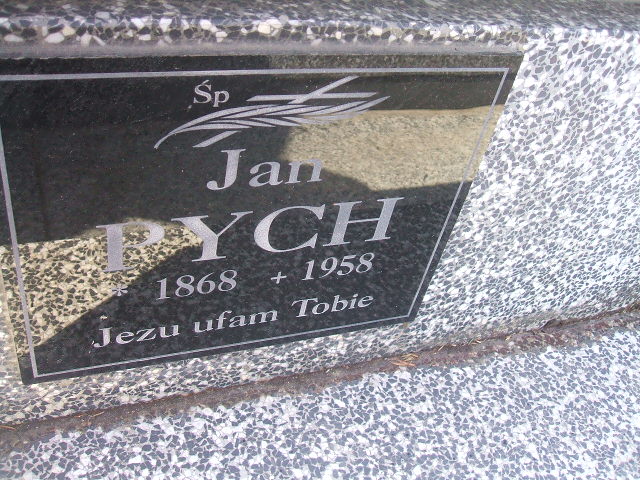 Śp
Jan
PYCH
* 1868 + 1958
Jezu ufam Tobie